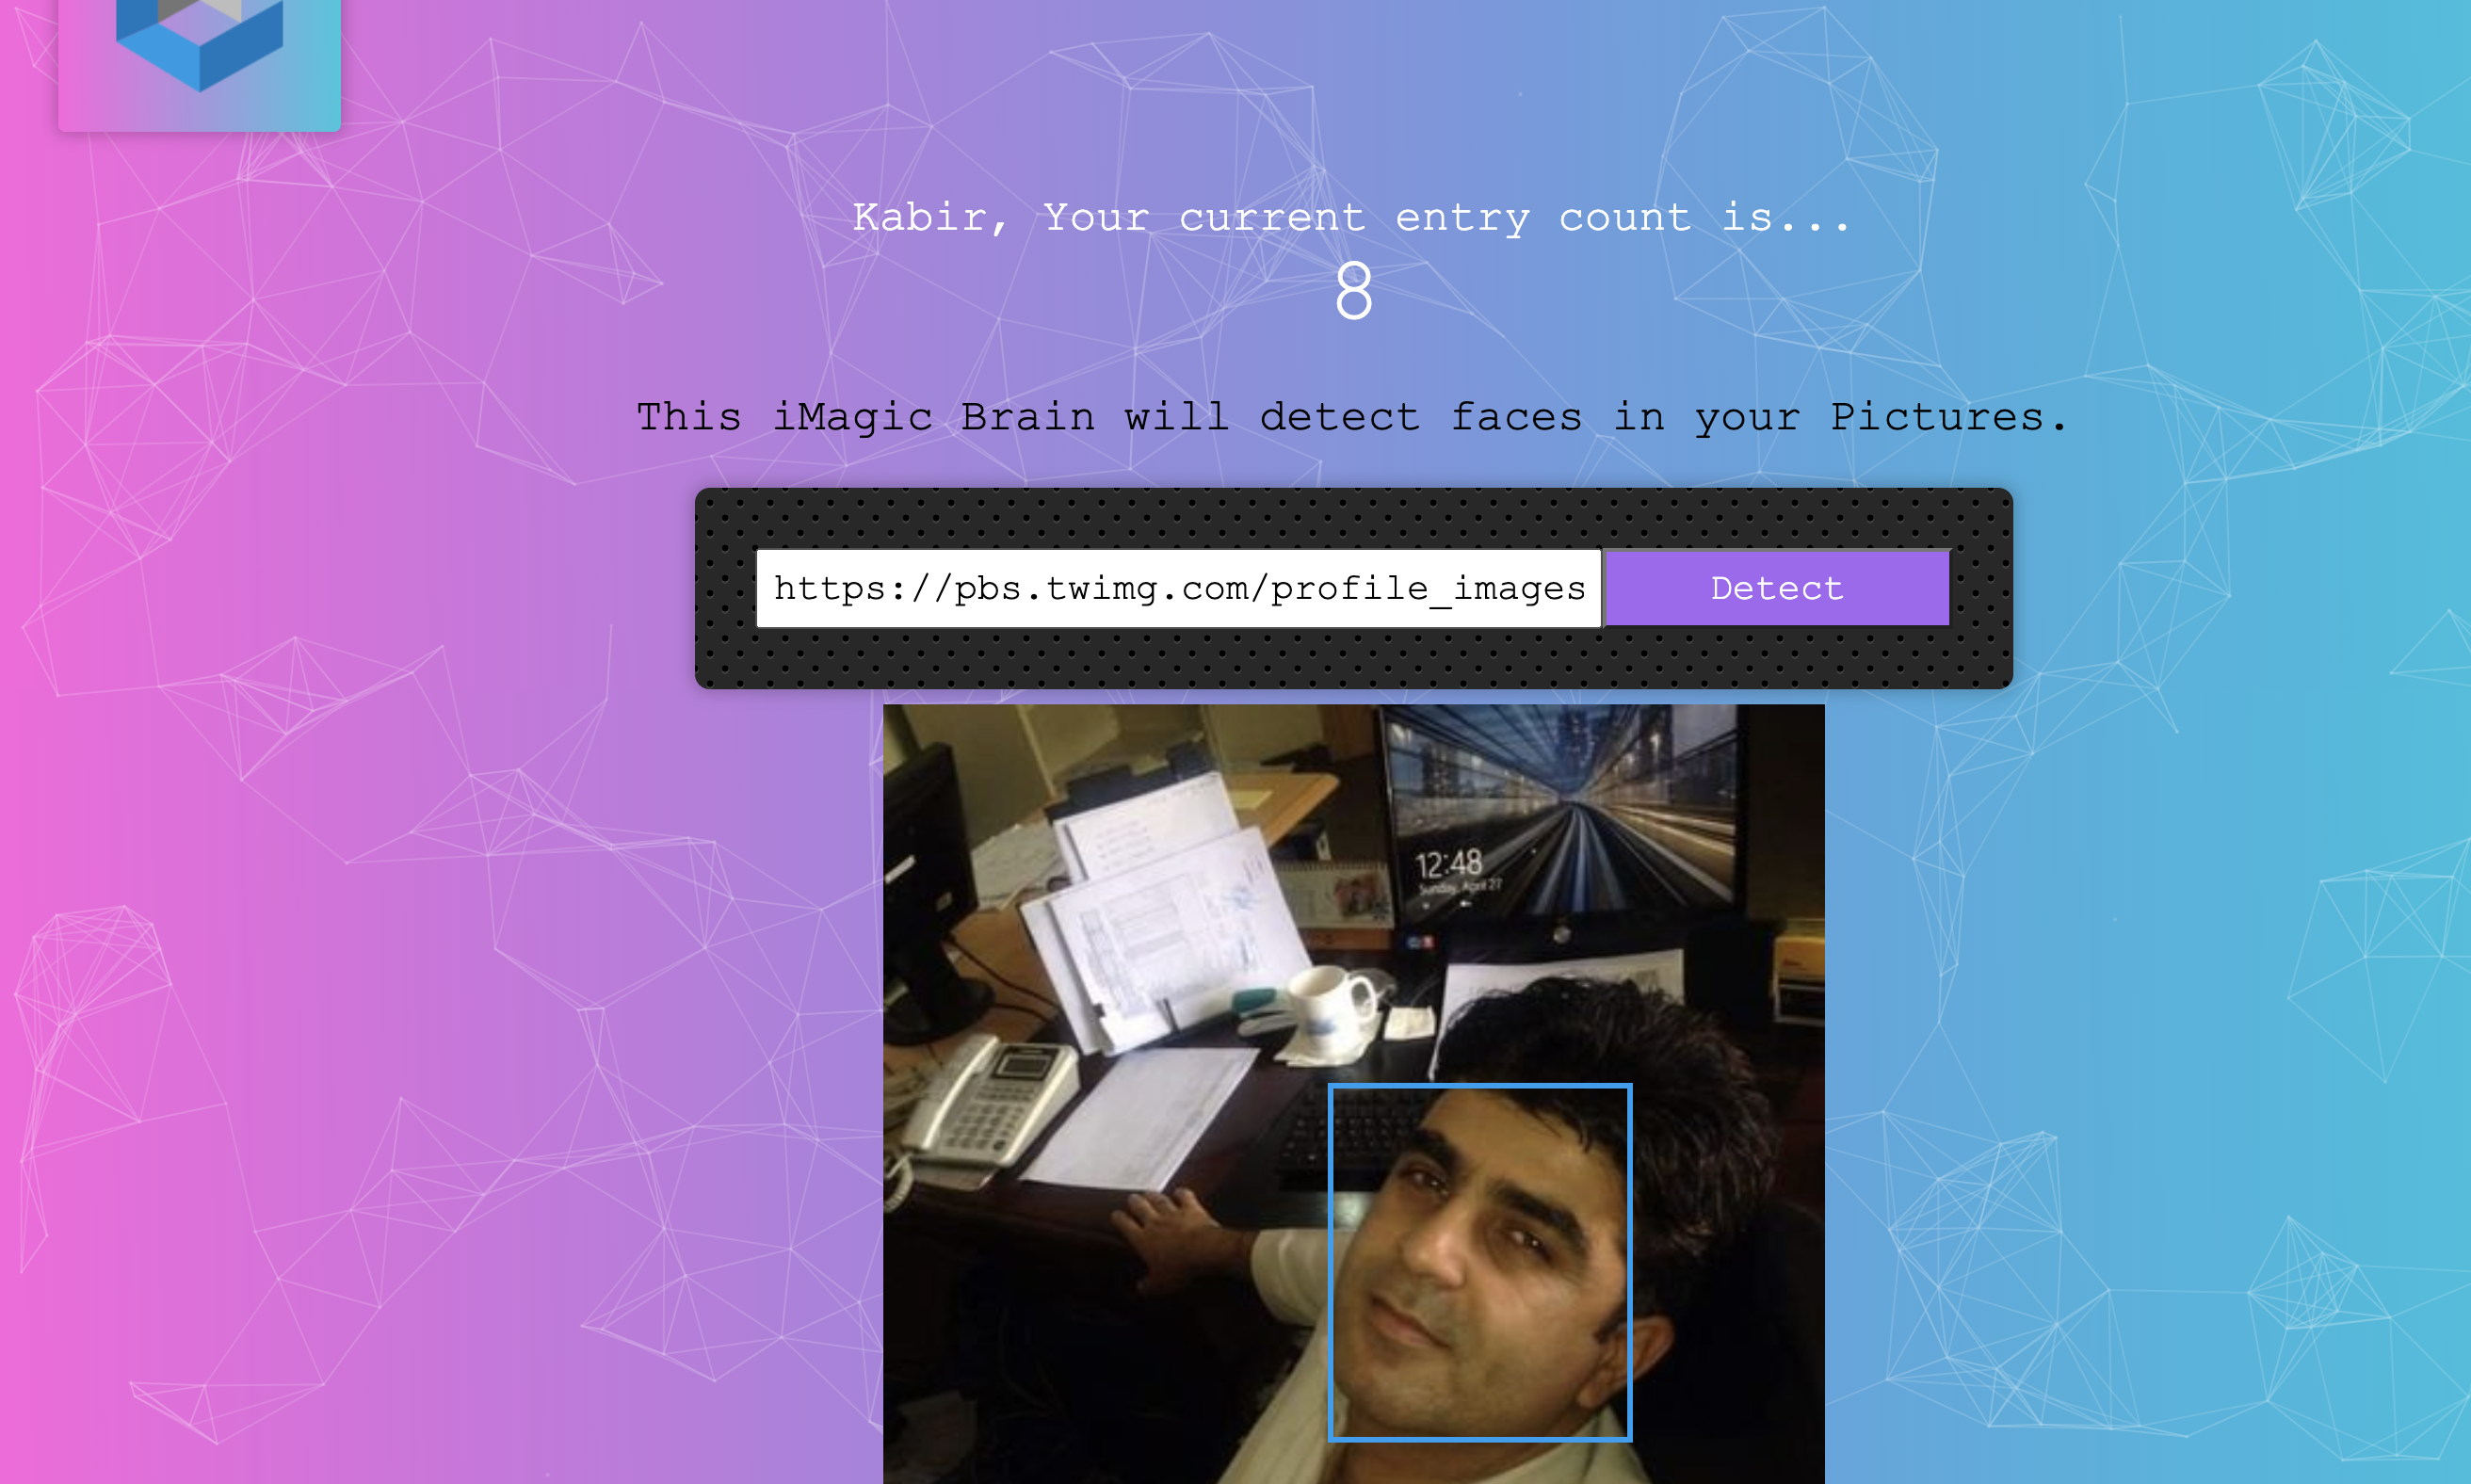 Kabir, Your current entry count is...
8
This iMagic Brain will detect faces in your Pictures.
https://pbs.twimg.com/profile_images
Detect
12:48
Sunday, April 27